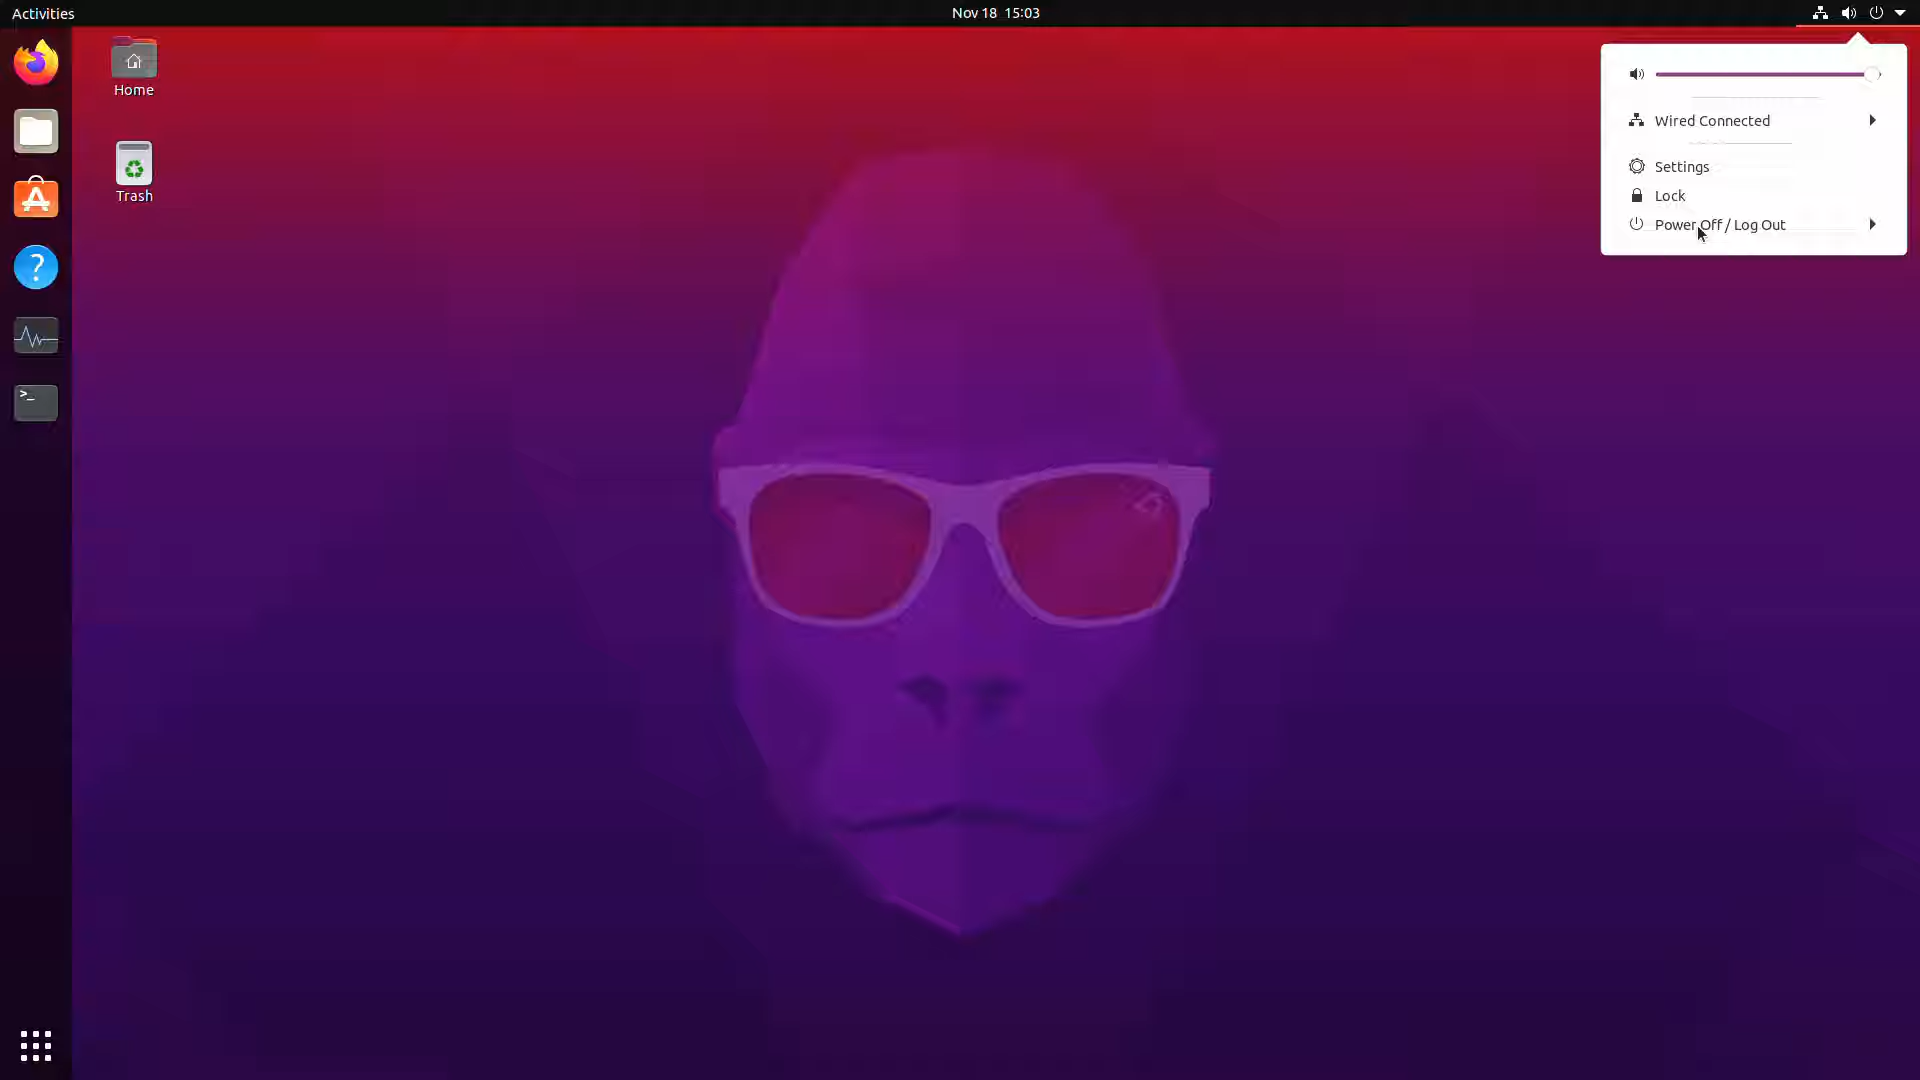 Activities
Nov 18 15:03
Home
Trash
Wired Connected
Settings
Lock
Power Off / Log Out
>_